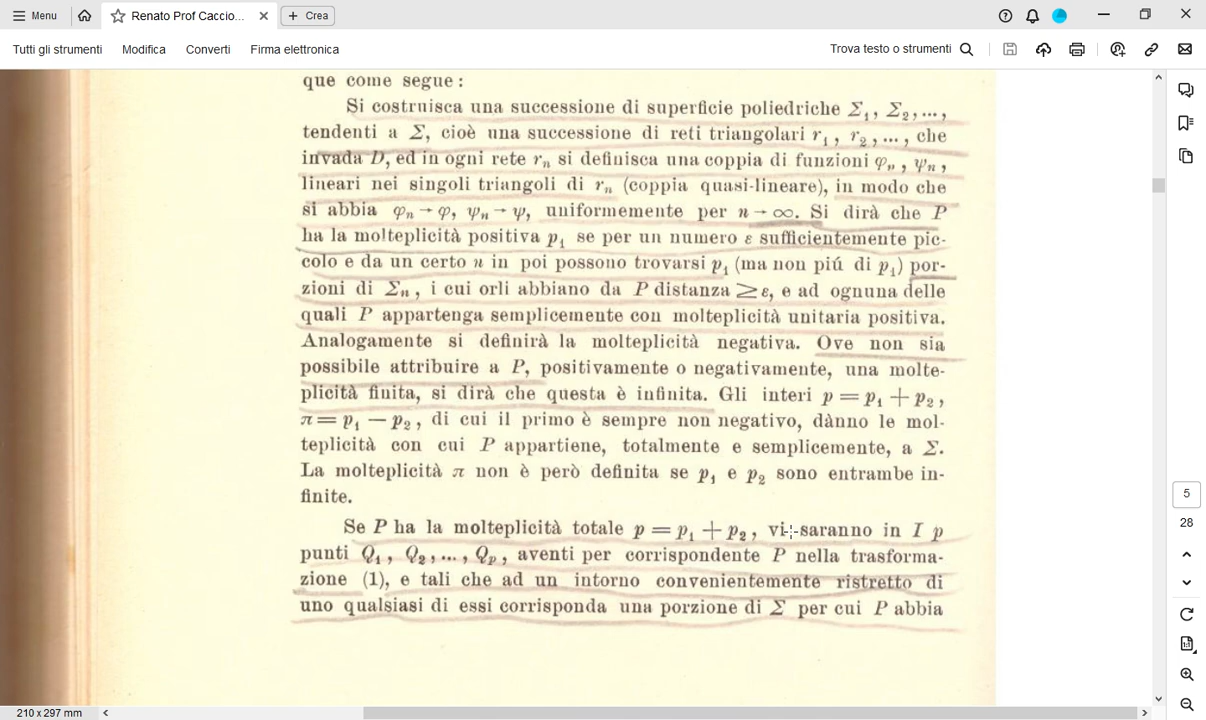 Menu
Renato Prof Caccio...
Crea
Tutti gli strumenti Modifica Converti Firma elettronica Trova testo o strumenti
que come segue :
Si costruisca una successione di superficie poliedriche Σ₁, Σ₂, ...,
tendenti a Σ, cioè una successione di reti triangolari r₁, r₂, ..., che
invada D, ed in ogni rete rₙ si definisca una coppia di funzioni φₙ, ψₙ,
lineari nei singoli triangoli di rₙ (coppia quasi-lineare), in modo che
si abbia φₙ → φ, ψₙ → ψ, uniformemente per n → ∞. Si dirà che P
ha la molteplicità positiva p₁ se per un numero ε sufficientemente pic-
colo e da un certo n in poi possono trovarsi p₁ (ma non piú di p₁) por-
zioni di Σₙ, i cui orli abbiano da P distanza ≥ ε, e ad ognuna delle
quali P appartenga semplicemente con molteplicità unitaria positiva.
Analogamente si definirà la molteplicità negativa. Ove non sia
possibile attribuire a P, positivamente o negativamente, una molte-
plicità finita, si dirà che questa è infinita. Gli interi p = p₁ + p₂,
π = p₁ − p₂, di cui il primo è sempre non negativo, dànno le mol-
teplicità con cui P appartiene, totalmente e semplicemente, a Σ.
La molteplicità π non è però definita se p₁ e p₂ sono entrambe in-
finite.
Se P ha la molteplicità totale p = p₁ + p₂, vi saranno in I p
punti Q₁, Q₂, ..., Qₚ, aventi per corrispondente P nella trasforma-
zione (1), e tali che ad un intorno convenientemente ristretto di
uno qualsiasi di essi corrisponda una porzione di Σ per cui P abbia
5
28
1:1
210 x 297 mm